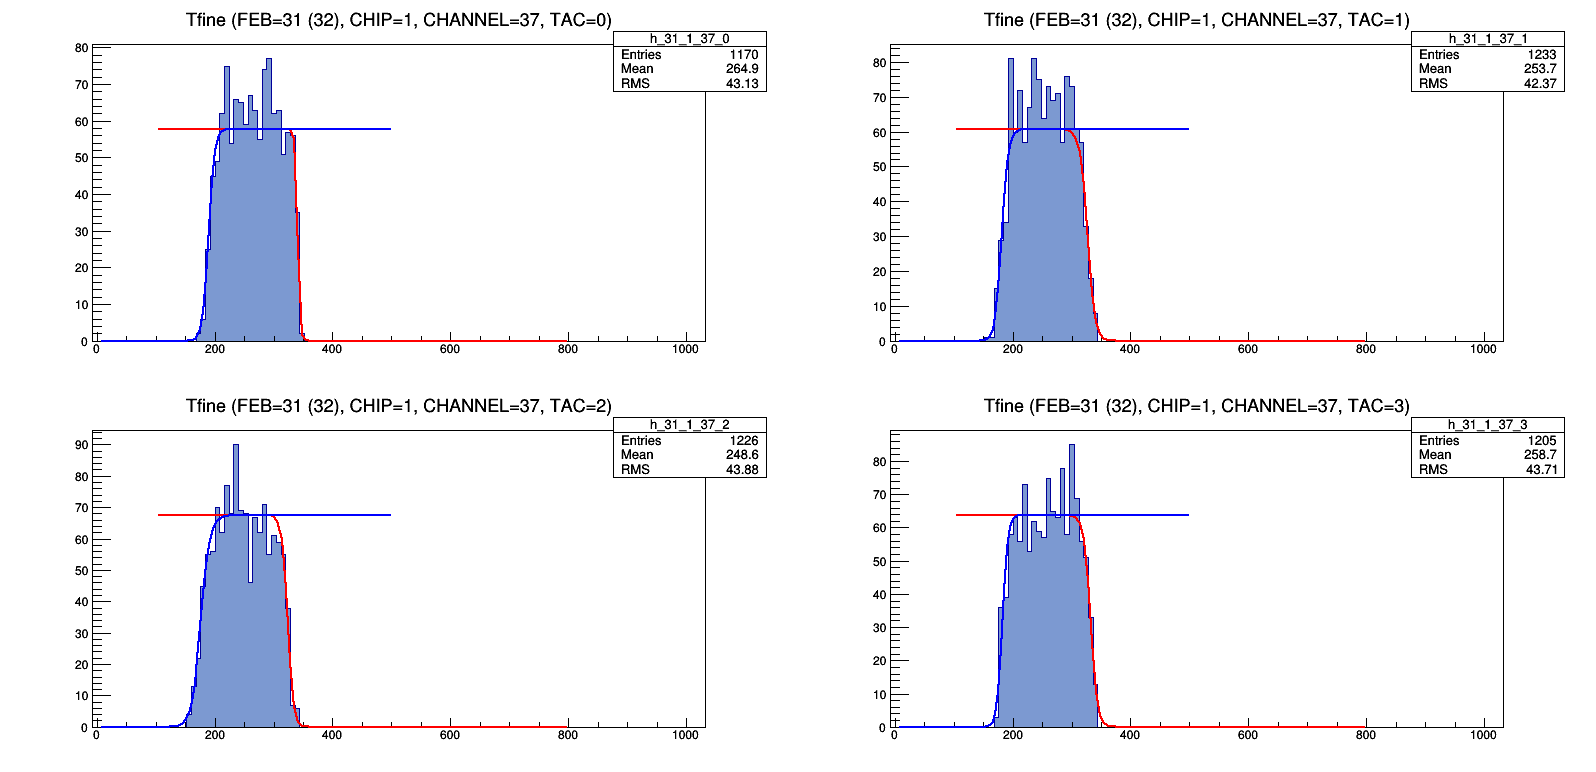 Tfine (FEB=31 (32), CHIP=1, CHANNEL=37, TAC=0)
h_31_1_37_0
Entries 1170
Mean 264.9
RMS 43.13
80
70
60
50
40
30
20
10
0
0 200 400 600 800 1000
Tfine (FEB=31 (32), CHIP=1, CHANNEL=37, TAC=1)
h_31_1_37_1
Entries 1233
Mean 253.7
RMS 42.37
80
70
60
50
40
30
20
10
0
0 200 400 600 800 1000
Tfine (FEB=31 (32), CHIP=1, CHANNEL=37, TAC=2)
h_31_1_37_2
Entries 1226
Mean 248.6
RMS 43.88
90
80
70
60
50
40
30
20
10
0
0 200 400 600 800 1000
Tfine (FEB=31 (32), CHIP=1, CHANNEL=37, TAC=3)
h_31_1_37_3
Entries 1205
Mean 258.7
RMS 43.71
80
70
60
50
40
30
20
10
0
0 200 400 600 800 1000